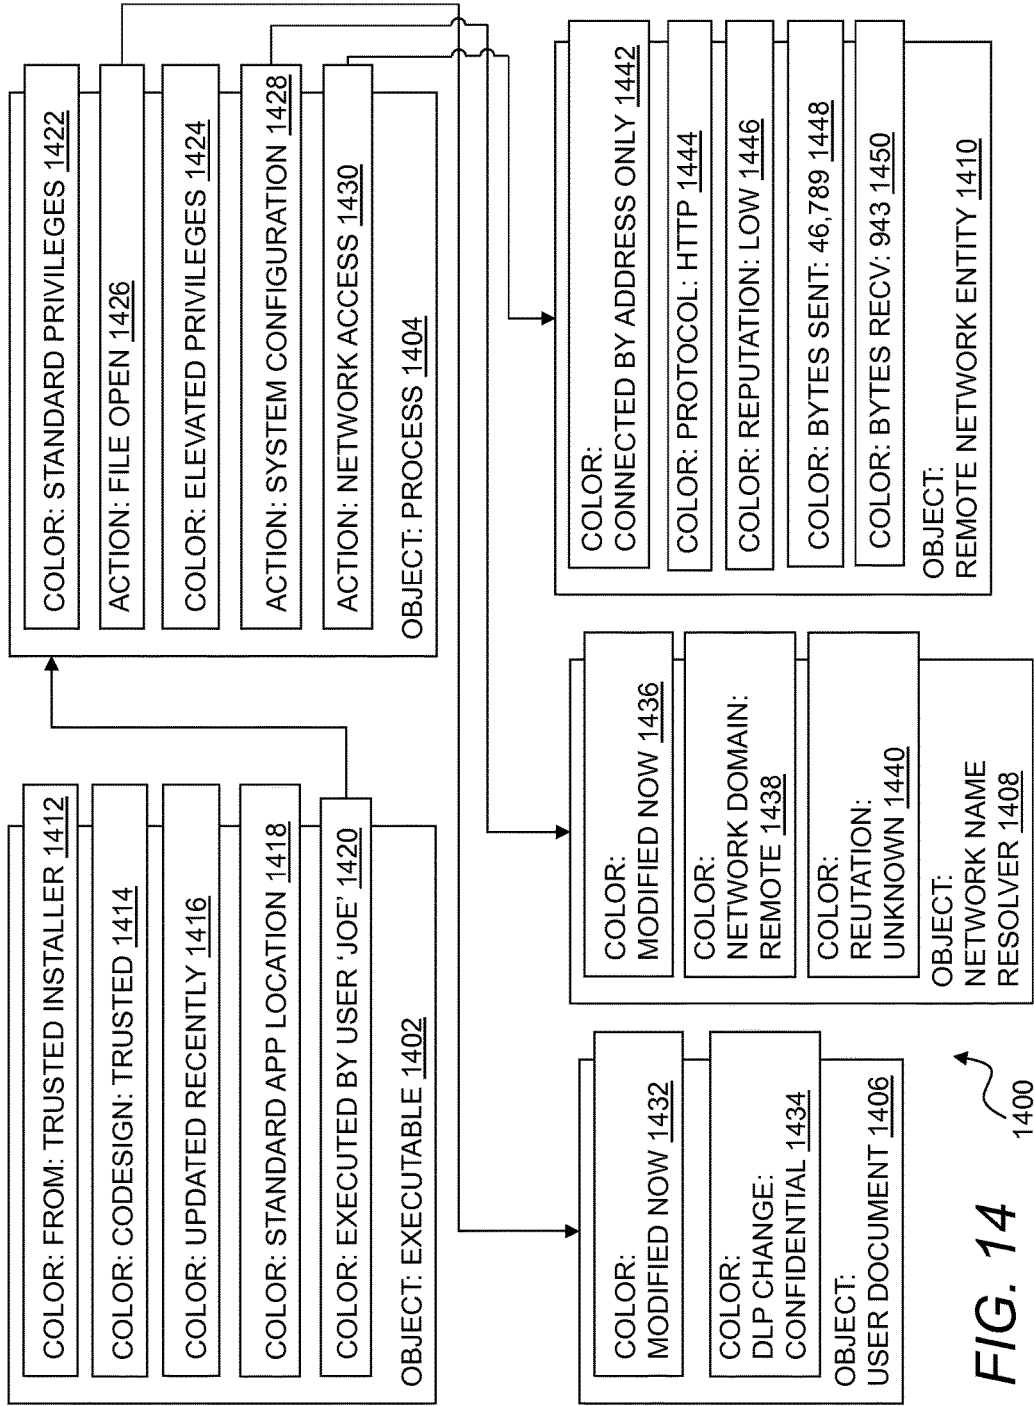 COLOR: FROM: TRUSTED INSTALLER 1412
COLOR: CODESIGN: TRUSTED 1414
COLOR: UPDATED RECENTLY 1416
COLOR: STANDARD APP LOCATION 1418
COLOR: EXECUTED BY USER ‘JOE’ 1420
OBJECT: EXECUTABLE 1402
COLOR: STANDARD PRIVILEGES 1422
ACTION: FILE OPEN 1426
COLOR: ELEVATED PRIVILEGES 1424
ACTION: SYSTEM CONFIGURATION 1428
ACTION: NETWORK ACCESS 1430
OBJECT: PROCESS 1404
COLOR:
MODIFIED NOW 1432
COLOR:
DLP CHANGE:
CONFIDENTIAL 1434
OBJECT:
USER DOCUMENT 1406
COLOR:
MODIFIED NOW 1436
COLOR:
NETWORK DOMAIN:
REMOTE 1438
COLOR:
REUTATION:
UNKNOWN 1440
OBJECT:
NETWORK NAME
RESOLVER 1408
COLOR:
CONNECTED BY ADDRESS ONLY 1442
COLOR: PROTOCOL: HTTP 1444
COLOR: REPUTATION: LOW 1446
COLOR: BYTES SENT: 46,789 1448
COLOR: BYTES RECV: 943 1450
OBJECT:
REMOTE NETWORK ENTITY 1410
1400
FIG. 14